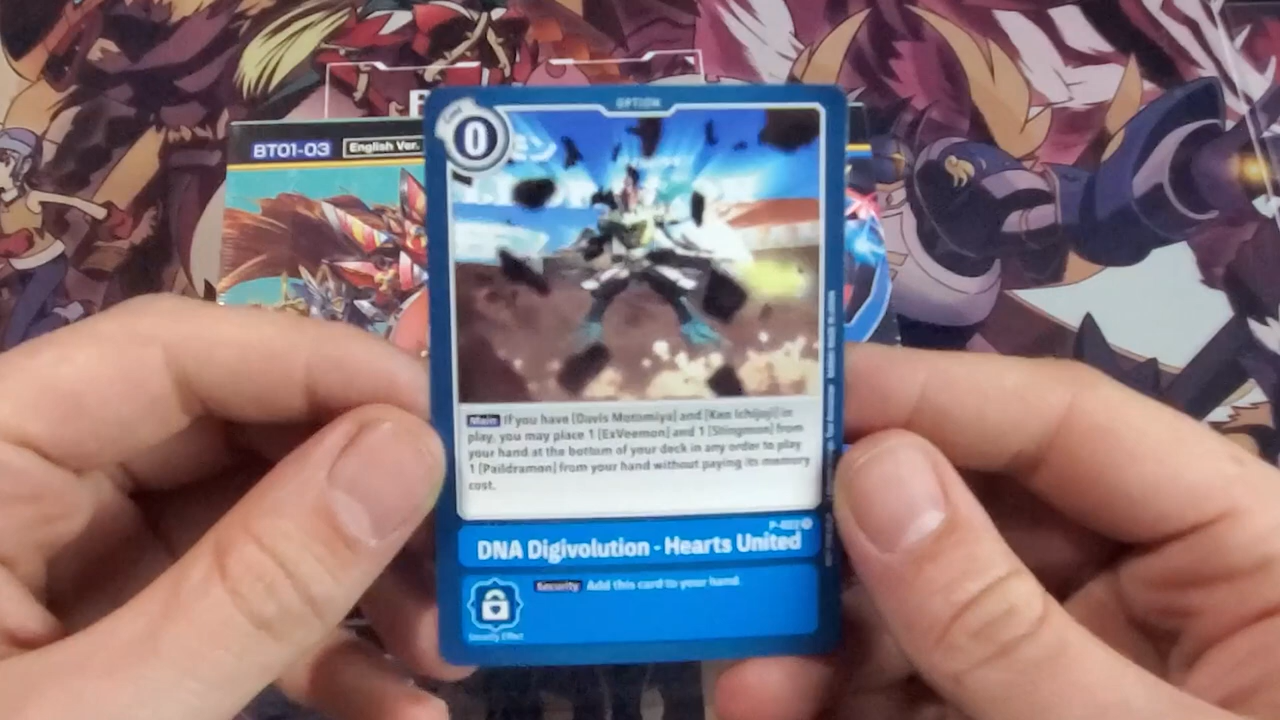 OPTION
0
BT01-03 English Ver.
Main If you have [Davis Motomiya] and [Ken Ichijoji] in
play, you may place 1 [ExVeemon] and 1 [Stingmon] from
your hand at the bottom of your deck in any order to play
1 [Paildramon] from your hand without paying its memory
cost.
DNA Digivolution - Hearts United
Security Add this card to your hand.
Security Effect